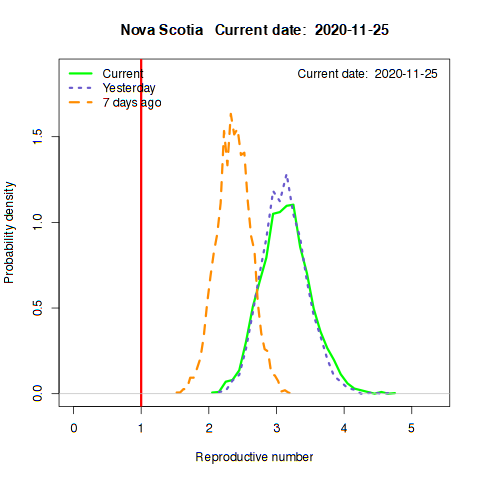 Nova Scotia Current date: 2020-11-25
Current date: 2020-11-25
Current
Yesterday
7 days ago
Probability density
0.0
0.5
1.0
1.5
0 1 2 3 4 5
Reproductive number